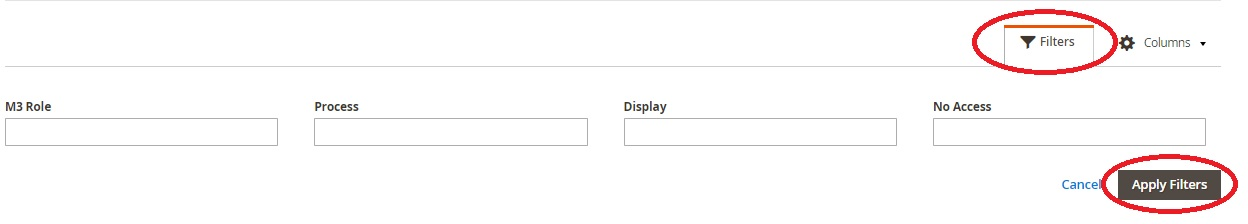 Filters
Columns
M3 Role
Process
Display
No Access
Cancel
Apply Filters